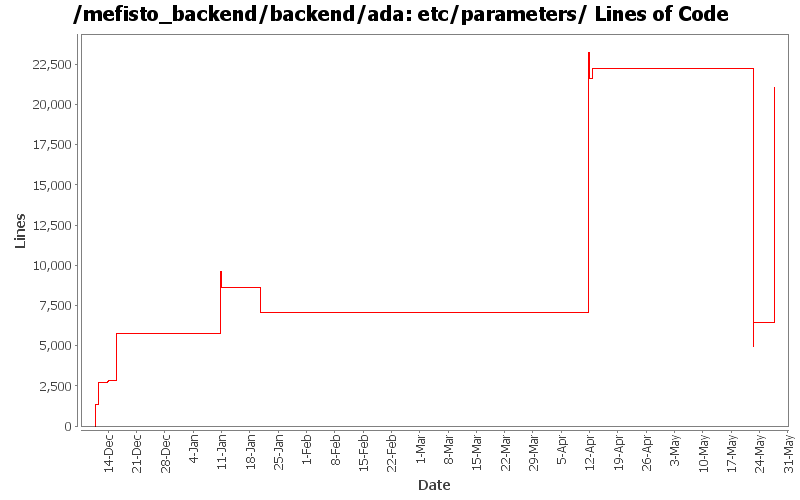 /mefisto_backend/backend/ada: etc/parameters/ Lines of Code
22,500
20,000
17,500
15,000
12,500
10,000
7,500
5,000
2,500
0
Lines
14-Dec
21-Dec
28-Dec
4-Jan
11-Jan
18-Jan
25-Jan
1-Feb
8-Feb
15-Feb
22-Feb
1-Mar
8-Mar
15-Mar
22-Mar
29-Mar
5-Apr
12-Apr
19-Apr
26-Apr
3-May
10-May
17-May
24-May
31-May
Date